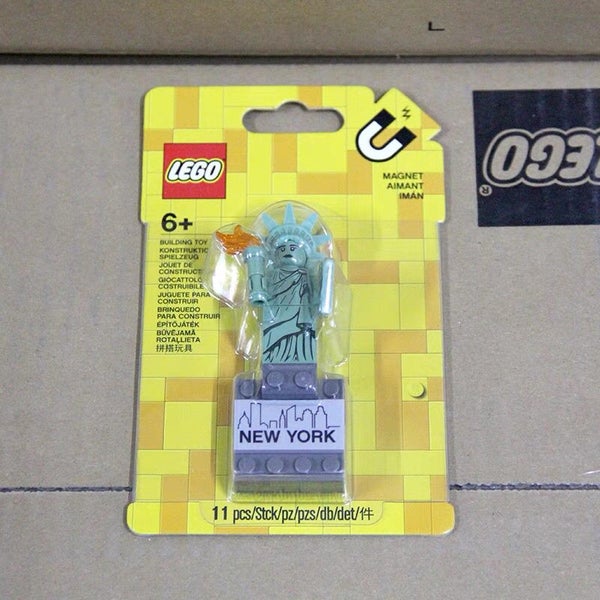 LEGO
MAGNET
AIMANT
IMÁN
LEGO®
6+
BUILDING TOY
KONSTRUKTIO
SPIELZEUG
JOUET DE
CONSTRUCT
GIOCATTOLO
COSTRUIBILE
JUGUETE PARA
CONSTRUIR
BRINQUEDO
PARA CONSTRUIR
ÉPÍTŐJÁTÉK
BŪVĒJAMĀ
ROTAĻLIETA
拼搭玩具
NEW YORK
11 pcs/Stck/pz/pzs/db/det/件